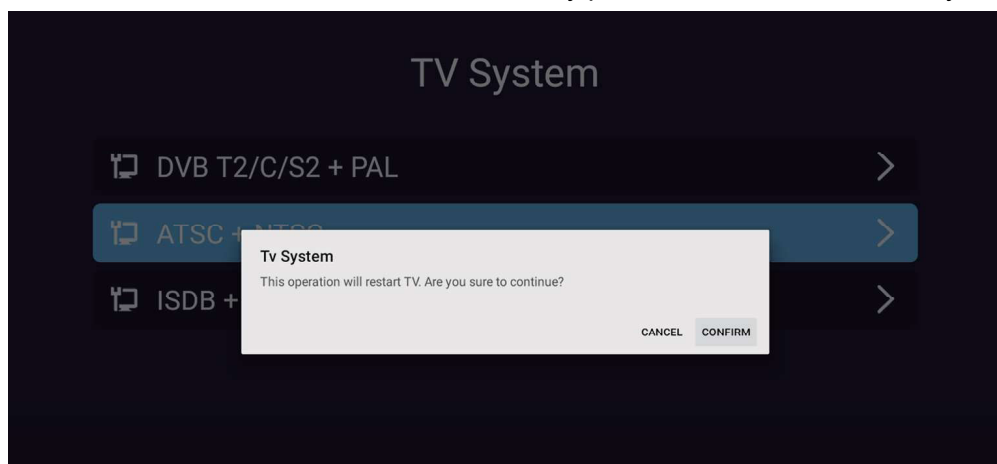 TV System
DVB T2/C/S2 + PAL
ATSC +
Tv System
This operation will restart TV. Are you sure to continue?
ISDB +
CANCEL CONFIRM